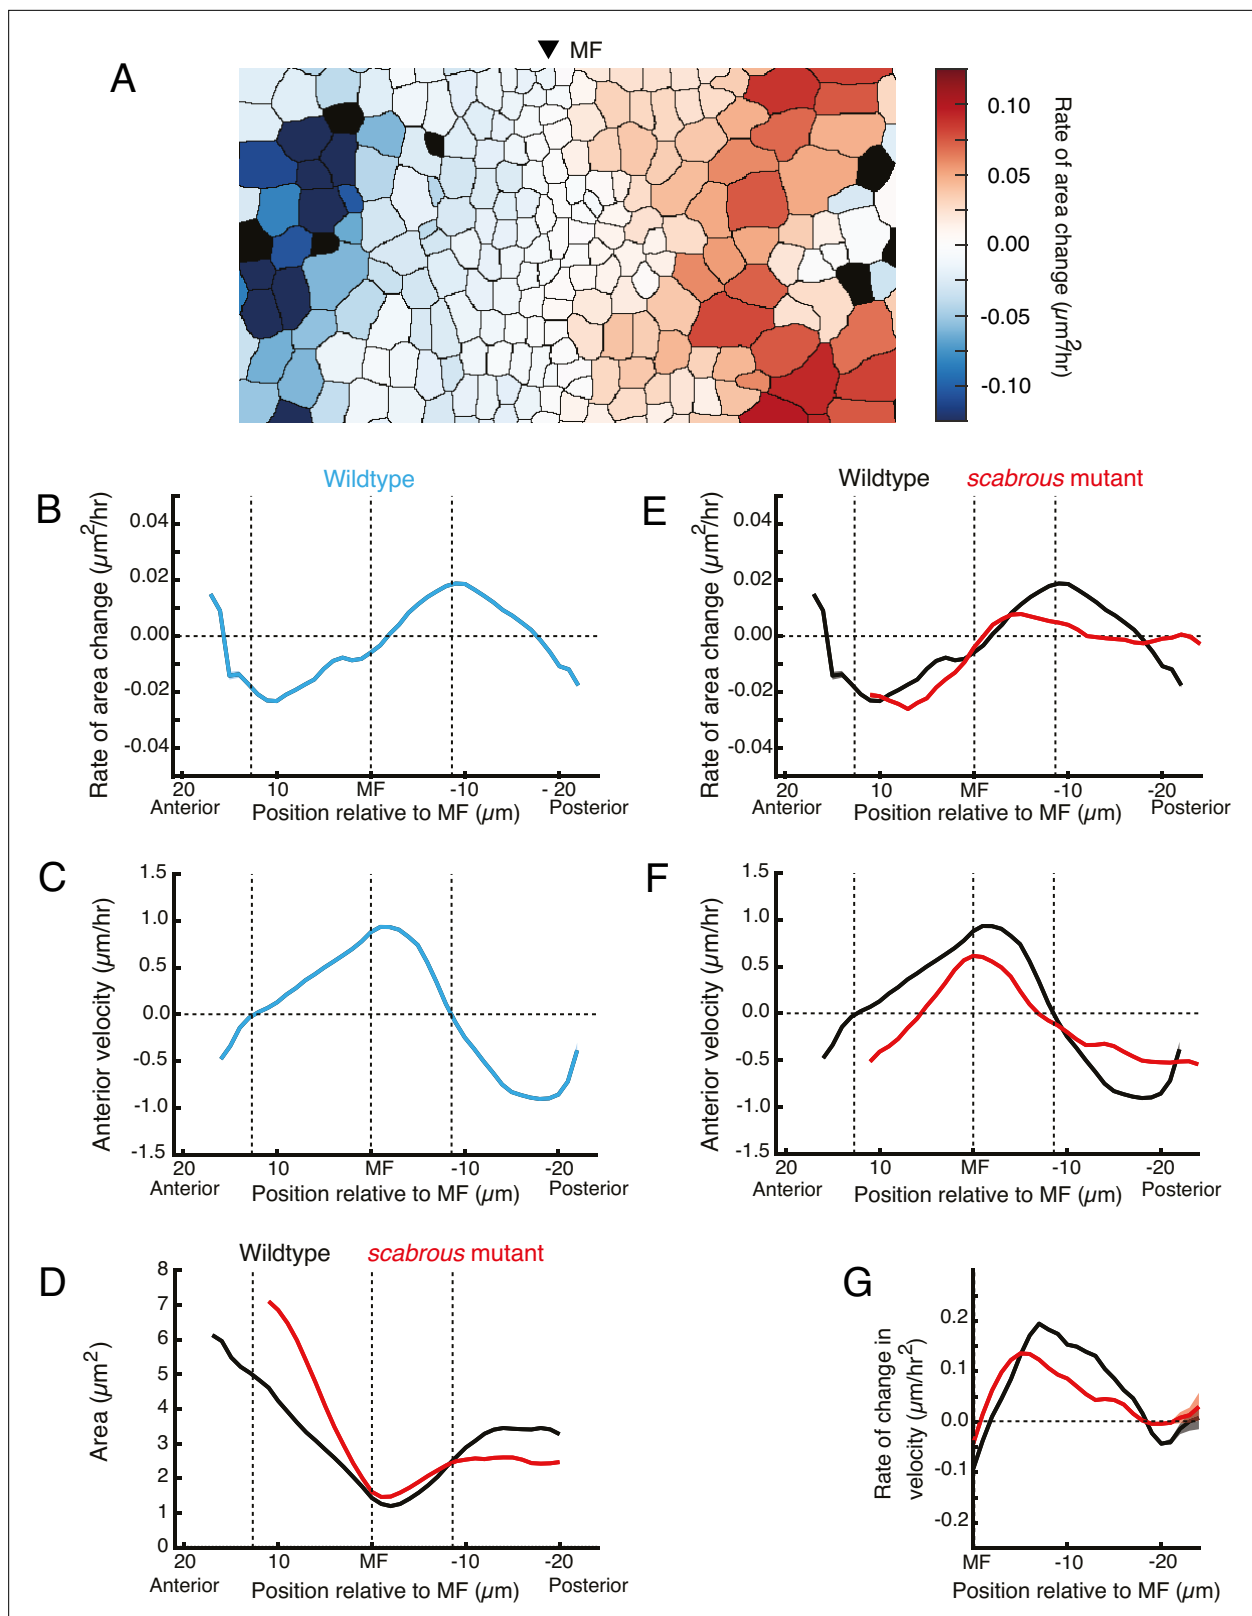 A
MF
0.10
0.05
0.00
-0.05
-0.10
Rate of area change (µm²/hr)
B
Wildtype
Rate of area change (µm²/hr)
0.04
0.02
0.00
-0.02
-0.04
20 10 MF -10 - 20
Anterior Position relative to MF (µm) Posterior
E
Wildtype scabrous mutant
Rate of area change (µm²/hr)
0.04
0.02
0.00
-0.02
-0.04
20 10 MF -10 -20
Anterior Position relative to MF (µm) Posterior
C
Anterior velocity (µm/hr)
1.5
1.0
0.5
0.0
-0.5
-1.0
-1.5
20 10 MF -10 -20
Anterior Position relative to MF (µm) Posterior
F
Anterior velocity (µm/hr)
1.5
1.0
0.5
0.0
-0.5
-1.0
-1.5
20 10 MF -10 -20
Anterior Position relative to MF (µm) Posterior
D
Wildtype scabrous mutant
Area (µm²)
8
7
6
5
4
3
2
1
0
20 10 MF -10 -20
Anterior Position relative to MF (µm) Posterior
G
Rate of change in
velocity (µm/hr²)
0.2
0.1
0.0
-0.1
-0.2
MF -10 -20
Position relative to MF (µm)